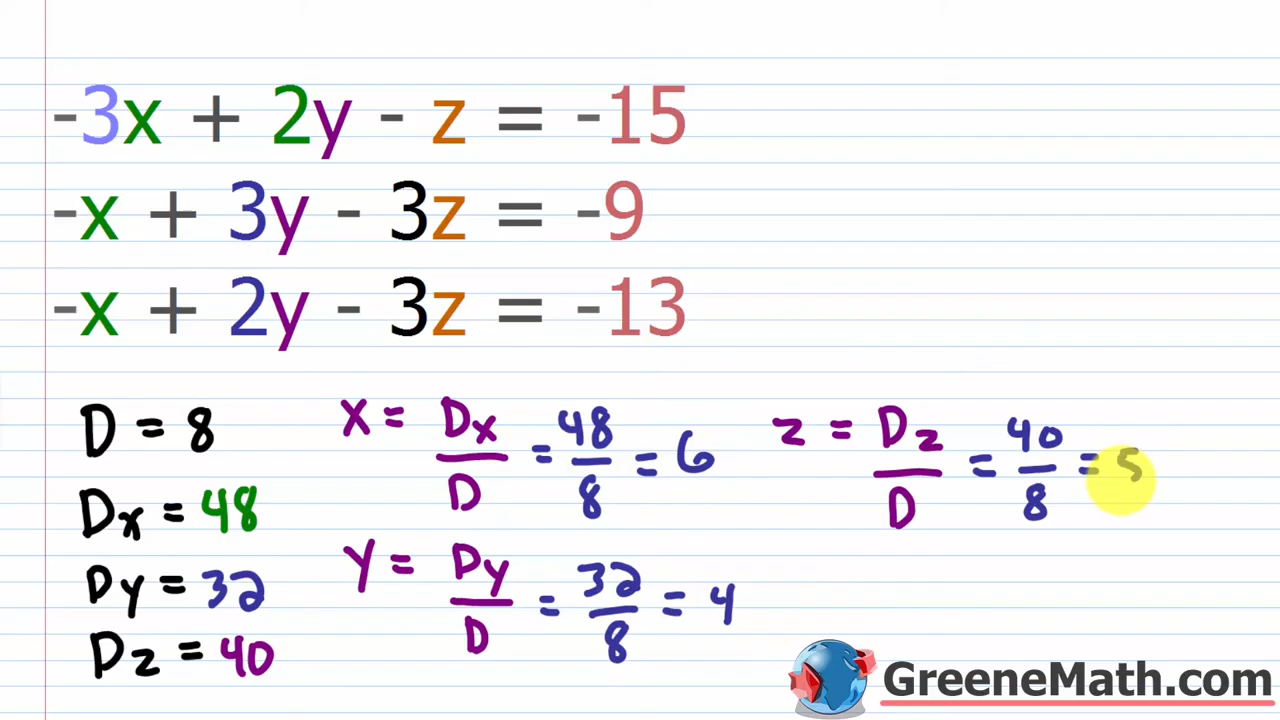 -3x + 2y - z = -15
-x + 3y - 3z = -9
-x + 2y - 3z = -13
D = 8
Dx = 48
Dy = 32
Dz = 40
x = Dx/D = 48/8 = 6
y = Dy/D = 32/8 = 4
z = Dz/D = 40/8 = 5
GreeneMath.com